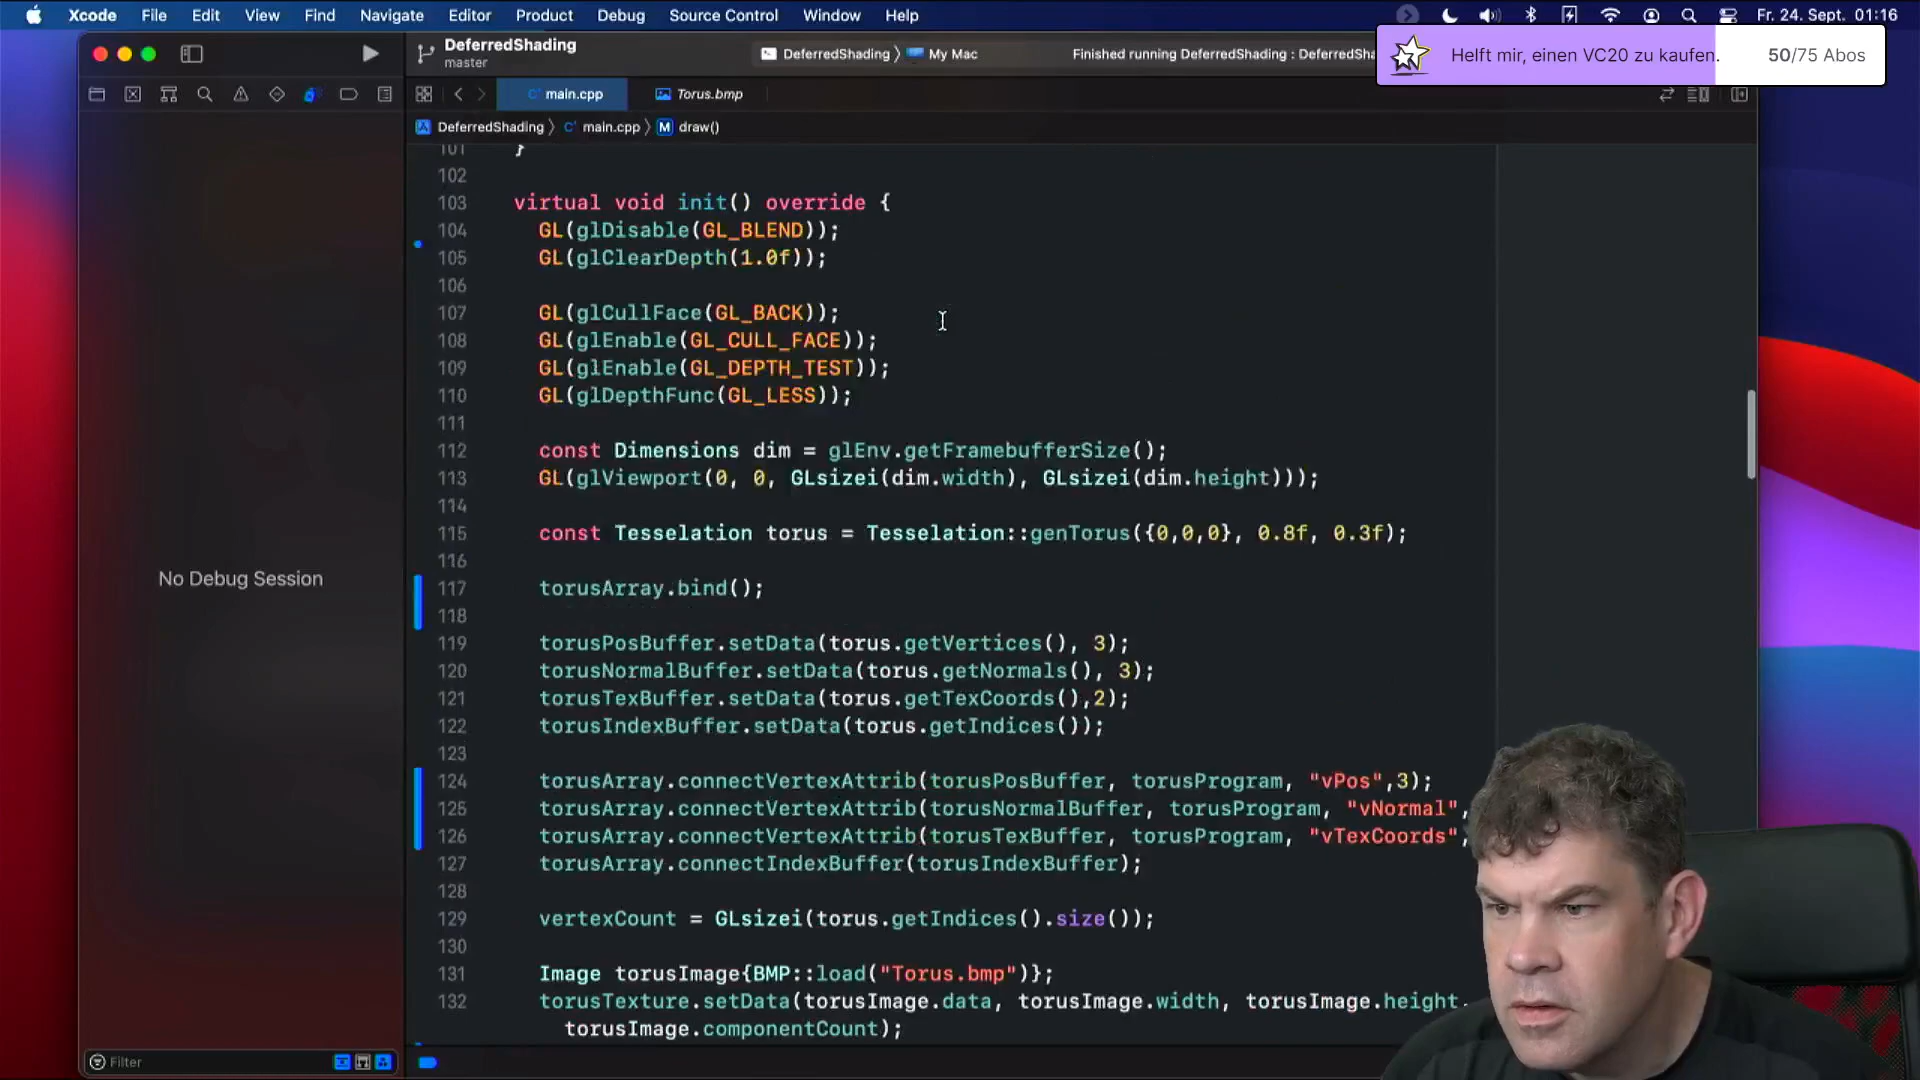 Xcode File Edit View Find Navigate Editor Product Debug Source Control Window Help Fr. 24. Sept. 01:16
DeferredShading
master
DeferredShading 〉 My Mac
Finished running DeferredShading : DeferredSha
Helft mir, einen VC20 zu kaufen. 50/75 Abos
main.cpp Torus.bmp
DeferredShading 〉 main.cpp 〉 M draw()
101 }
102
103 virtual void init() override {
104 GL(glDisable(GL_BLEND));
105 GL(glClearDepth(1.0f));
106
107 GL(glCullFace(GL_BACK));
108 GL(glEnable(GL_CULL_FACE));
109 GL(glEnable(GL_DEPTH_TEST));
110 GL(glDepthFunc(GL_LESS));
111
112 const Dimensions dim = glEnv.getFramebufferSize();
113 GL(glViewport(0, 0, GLsizei(dim.width), GLsizei(dim.height)));
114
115 const Tesselation torus = Tesselation::genTorus({0,0,0}, 0.8f, 0.3f);
116
117 torusArray.bind();
118
119 torusPosBuffer.setData(torus.getVertices(), 3);
120 torusNormalBuffer.setData(torus.getNormals(), 3);
121 torusTexBuffer.setData(torus.getTexCoords(),2);
122 torusIndexBuffer.setData(torus.getIndices());
123
124 torusArray.connectVertexAttrib(torusPosBuffer, torusProgram, "vPos",3);
125 torusArray.connectVertexAttrib(torusNormalBuffer, torusProgram, "vNormal",
126 torusArray.connectVertexAttrib(torusTexBuffer, torusProgram, "vTexCoords",
127 torusArray.connectIndexBuffer(torusIndexBuffer);
128
129 vertexCount = GLsizei(torus.getIndices().size());
130
131 Image torusImage{BMP::load("Torus.bmp")};
132 torusTexture.setData(torusImage.data, torusImage.width, torusImage.height,
torusImage.componentCount);
No Debug Session
Filter